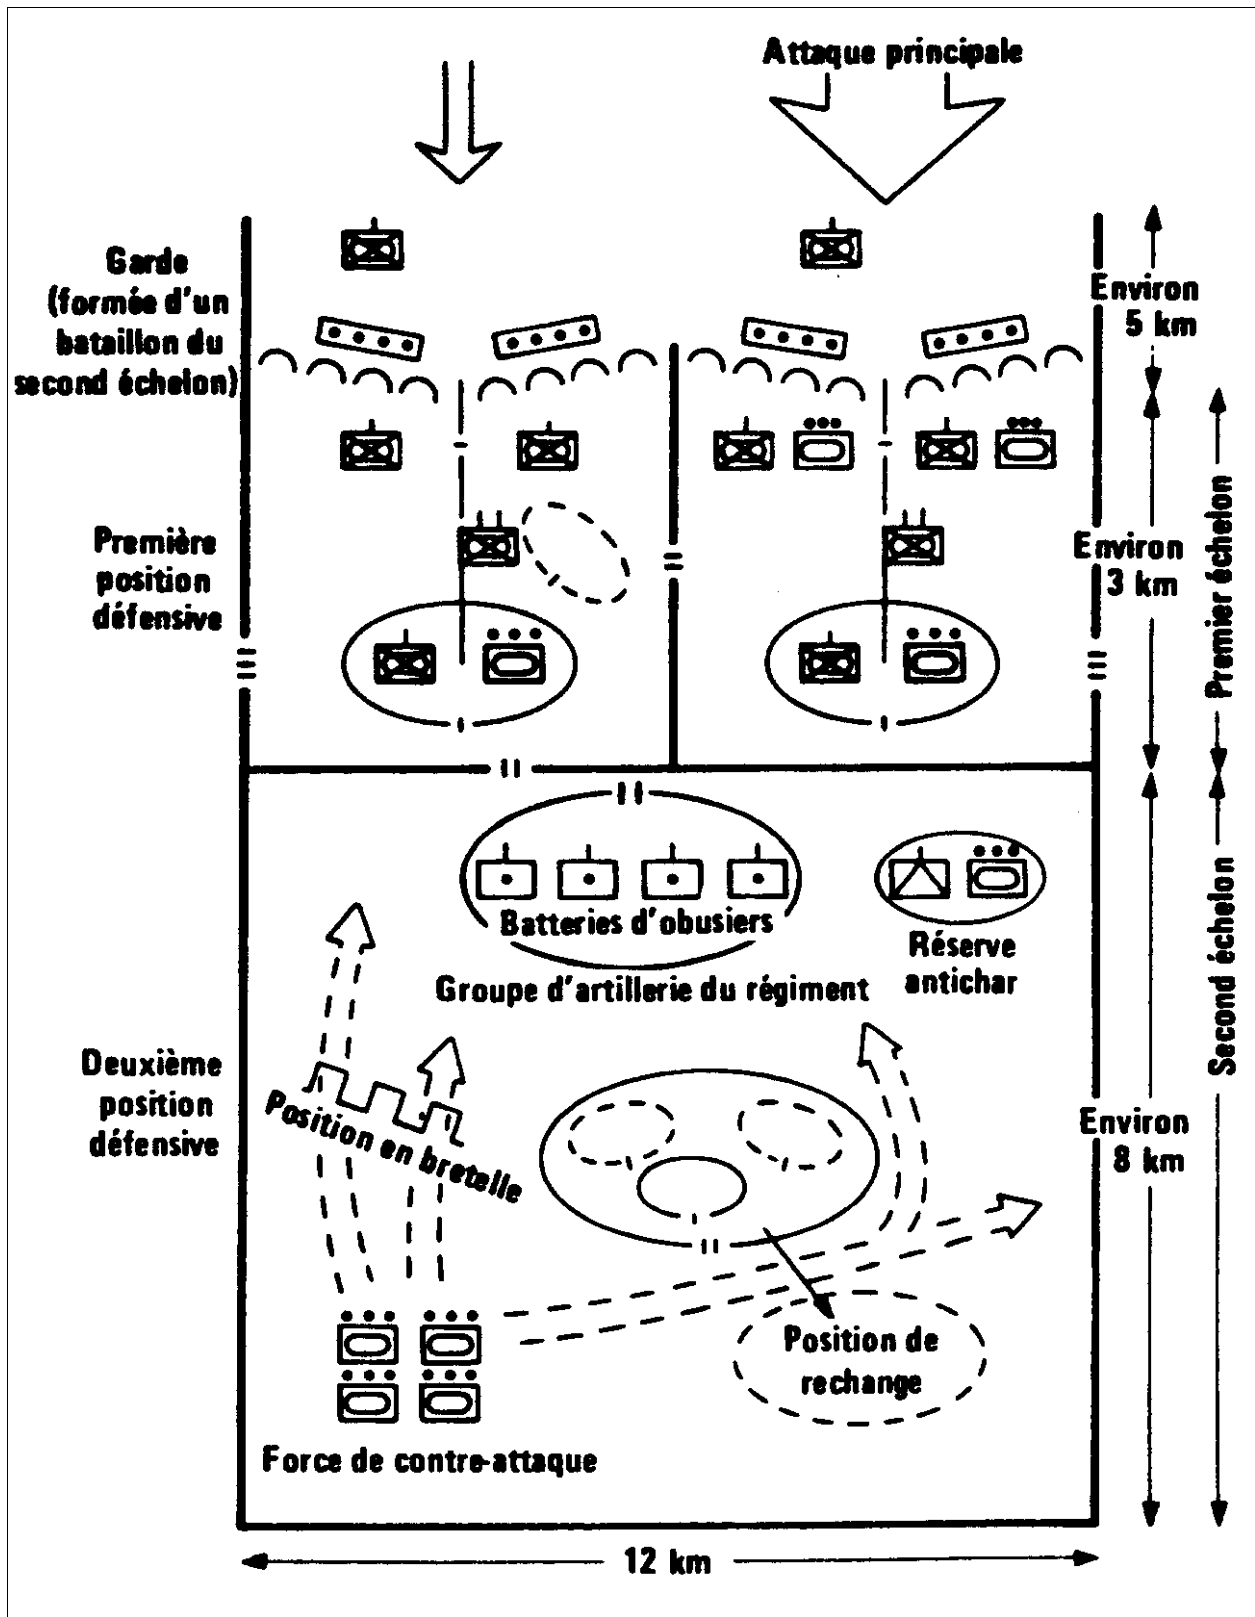 Attaque principale
Garde
(formée d'un
bataillon du
second échelon)
Environ
5 km
Première
position
défensive
Environ
3 km
Premier échelon
Batteries d'obusiers
Groupe d'artillerie du régiment
Réserve
antichar
Second échelon
Deuxième
position
défensive
Position en bretelle
Environ
8 km
Position de
rechange
Force de contre-attaque
12 km